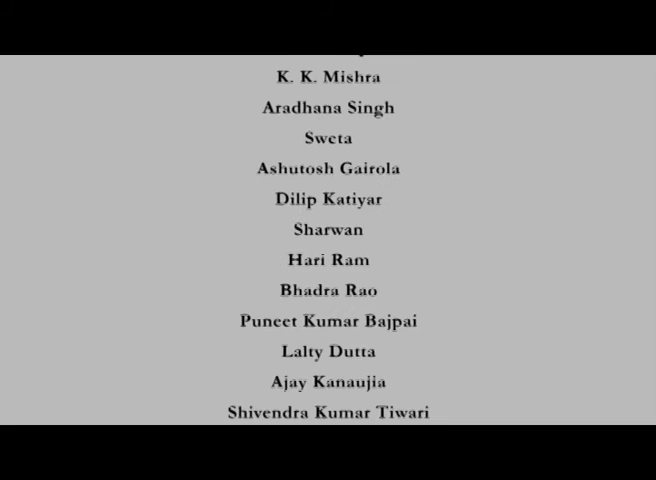 K. K. Mishra
Aradhana Singh
Sweta
Ashutosh Gairola
Dilip Katiyar
Sharwan
Hari Ram
Bhadra Rao
Puneet Kumar Bajpai
Lalty Dutta
Ajay Kanaujia
Shivendra Kumar Tiwari